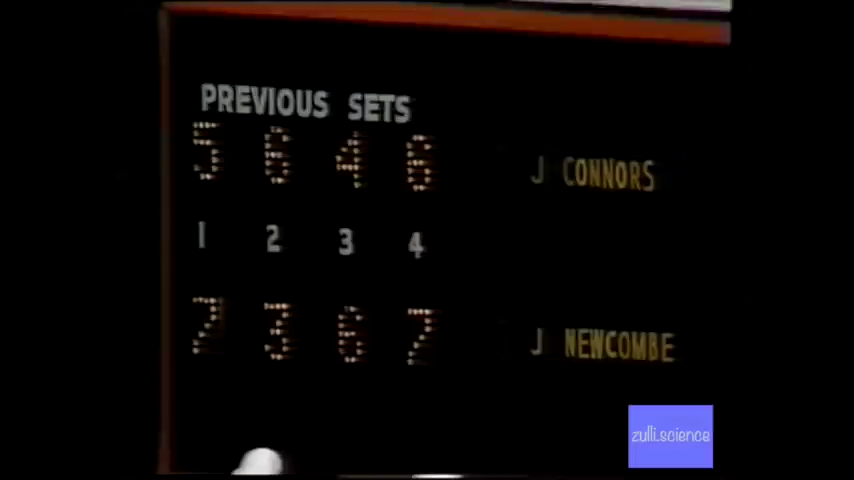 PREVIOUS SETS
5 6 4 6 J CONNORS
1 2 3 4
7 3 6 7 J NEWCOMBE
zulli.science